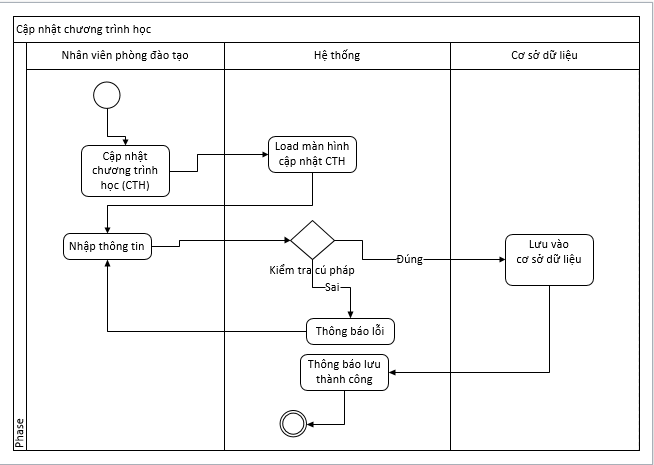 Cập nhật chương trình học
Nhân viên phòng đào tạo
Hệ thống
Cơ sở dữ liệu
Cập nhật
chương trình
học (CTH)
Load màn hình
cập nhật CTH
Nhập thông tin
Kiểm tra cú pháp
Đúng
Lưu vào
cơ sở dữ liệu
Sai
Thông báo lỗi
Thông báo lưu
thành công
Phase